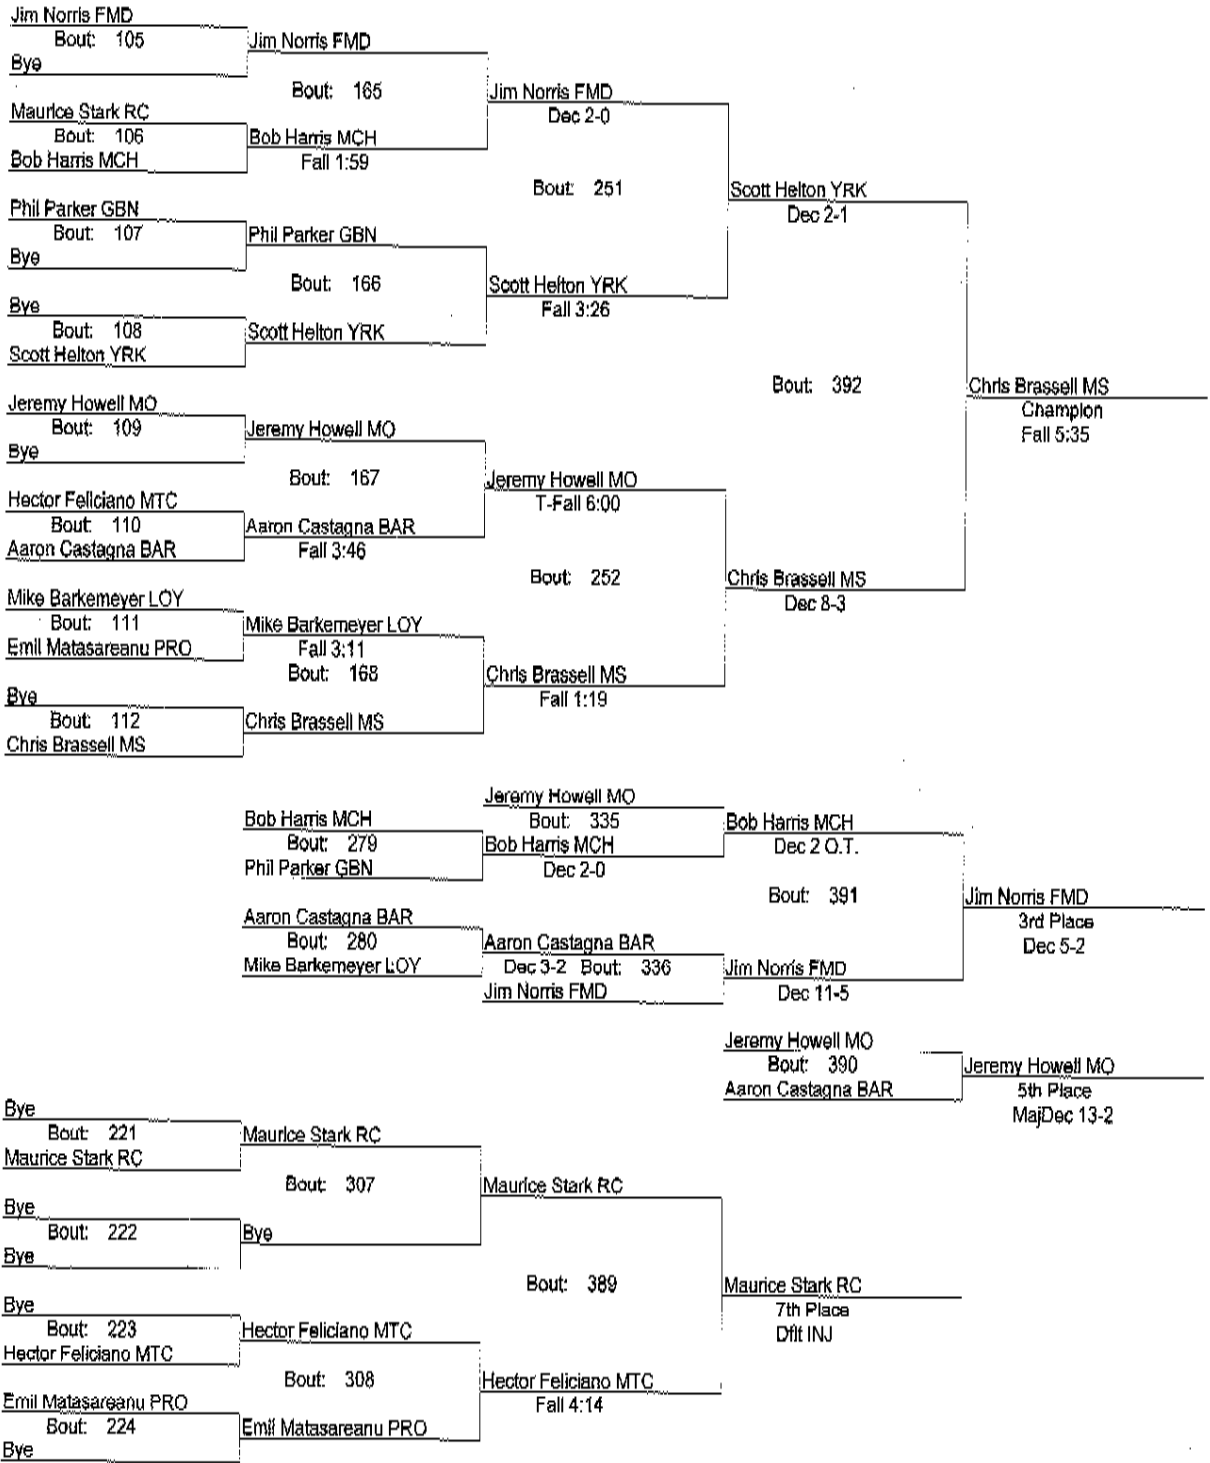 Jim Norris FMD
Bout: 105
Jim Norris FMD
Bye
Bout: 165
Jim Norris FMD
Dec 2-0
Maurice Stark RC
Bout: 106
Bob Harris MCH
Bob Harris MCH
Fall 1:59
Bout: 251
Scott Helton YRK
Dec 2-1
Phil Parker GBN
Bout: 107
Phil Parker GBN
Bye
Bout: 166
Scott Helton YRK
Fall 3:26
Bye
Bout: 108
Scott Helton YRK
Scott Helton YRK
Bout: 392
Chris Brassell MS
Champion
Fall 5:35
Jeremy Howell MO
Bout: 109
Jeremy Howell MO
Bye
Bout: 167
Jeremy Howell MO
T-Fall 6:00
Hector Feliciano MTC
Bout: 110
Aaron Castagna BAR
Aaron Castagna BAR
Fall 3:46
Bout: 252
Chris Brassell MS
Dec 8-3
Mike Barkemeyer LOY
Bout: 111
Mike Barkemeyer LOY
Emil Matasareanu PRO
Fall 3:11
Bout: 168
Chris Brassell MS
Fall 1:19
Bye
Bout: 112
Chris Brassell MS
Chris Brassell MS
Jeremy Howell MO
Bob Harris MCH
Bout: 335
Bob Harris MCH
Bout: 279
Bob Harris MCH
Dec 2 O.T.
Phil Parker GBN
Dec 2-0
Bout: 391
Jim Norris FMD
3rd Place
Dec 5-2
Aaron Castagna BAR
Bout: 280
Aaron Castagna BAR
Mike Barkemeyer LOY
Dec 3-2 Bout: 336
Jim Norris FMD
Jim Norris FMD
Dec 11-5
Jeremy Howell MO
Bout: 390
Jeremy Howell MO
Aaron Castagna BAR
5th Place
MajDec 13-2
Bye
Bout: 221
Maurice Stark RC
Maurice Stark RC
Bout: 307
Maurice Stark RC
Bye
Bout: 222
Bye
Bye
Bout: 389
Maurice Stark RC
7th Place
Dflt INJ
Bye
Bout: 223
Hector Feliciano MTC
Hector Feliciano MTC
Bout: 308
Hector Feliciano MTC
Fall 4:14
Emil Matasareanu PRO
Bout: 224
Emil Matasareanu PRO
Bye